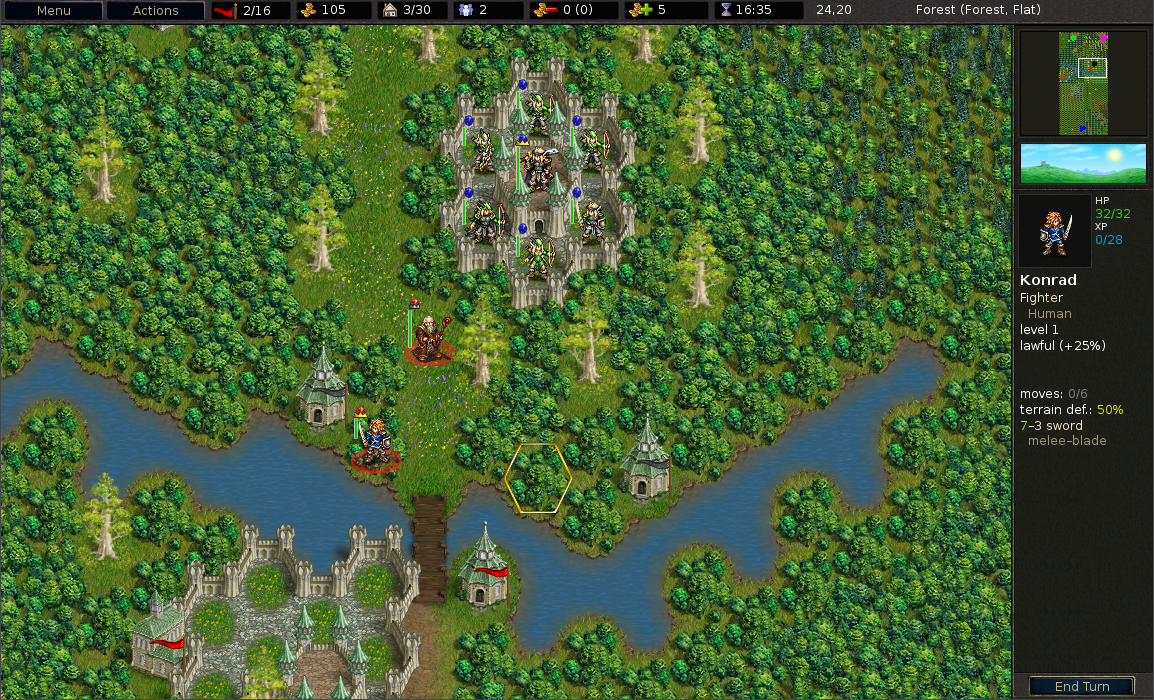 Menu Actions 2/16 105 3/30 2 0 (0) 5 16:35 24,20 Forest (Forest, Flat)
HP
32/32
XP
0/28
Konrad
Fighter
Human
level 1
lawful (+25%)
moves: 0/6
terrain def.: 50%
7–3 sword
melee–blade
End Turn